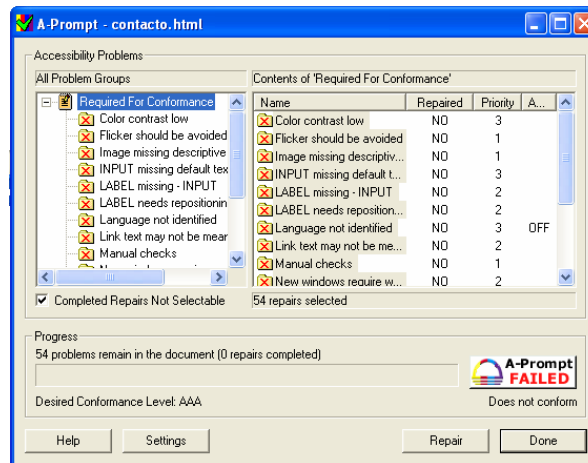 A-Prompt - contacto.html
Accessibility Problems
All Problem Groups
Required For Conformance
Color contrast low
Flicker should be avoided
Image missing descriptive
INPUT missing default tex
LABEL missing - INPUT
LABEL needs repositionin
Language not identified
Link text may not be mear
Manual checks
Contents of 'Required For Conformance'
Name Repaired Priority A...
Color contrast low NO 3
Flicker should be avoided NO 1
Image missing descriptiv... NO 1
INPUT missing default t... NO 3
LABEL missing - INPUT NO 2
LABEL needs reposition... NO 2
Language not identified NO 3 OFF
Link text may not be me... NO 2
Manual checks NO 1
New windows require w... NO 2
Completed Repairs Not Selectable
54 repairs selected
Progress
54 problems remain in the document (0 repairs completed)
A-Prompt
FAILED
Desired Conformance Level: AAA
Does not conform
Help Settings Repair Done